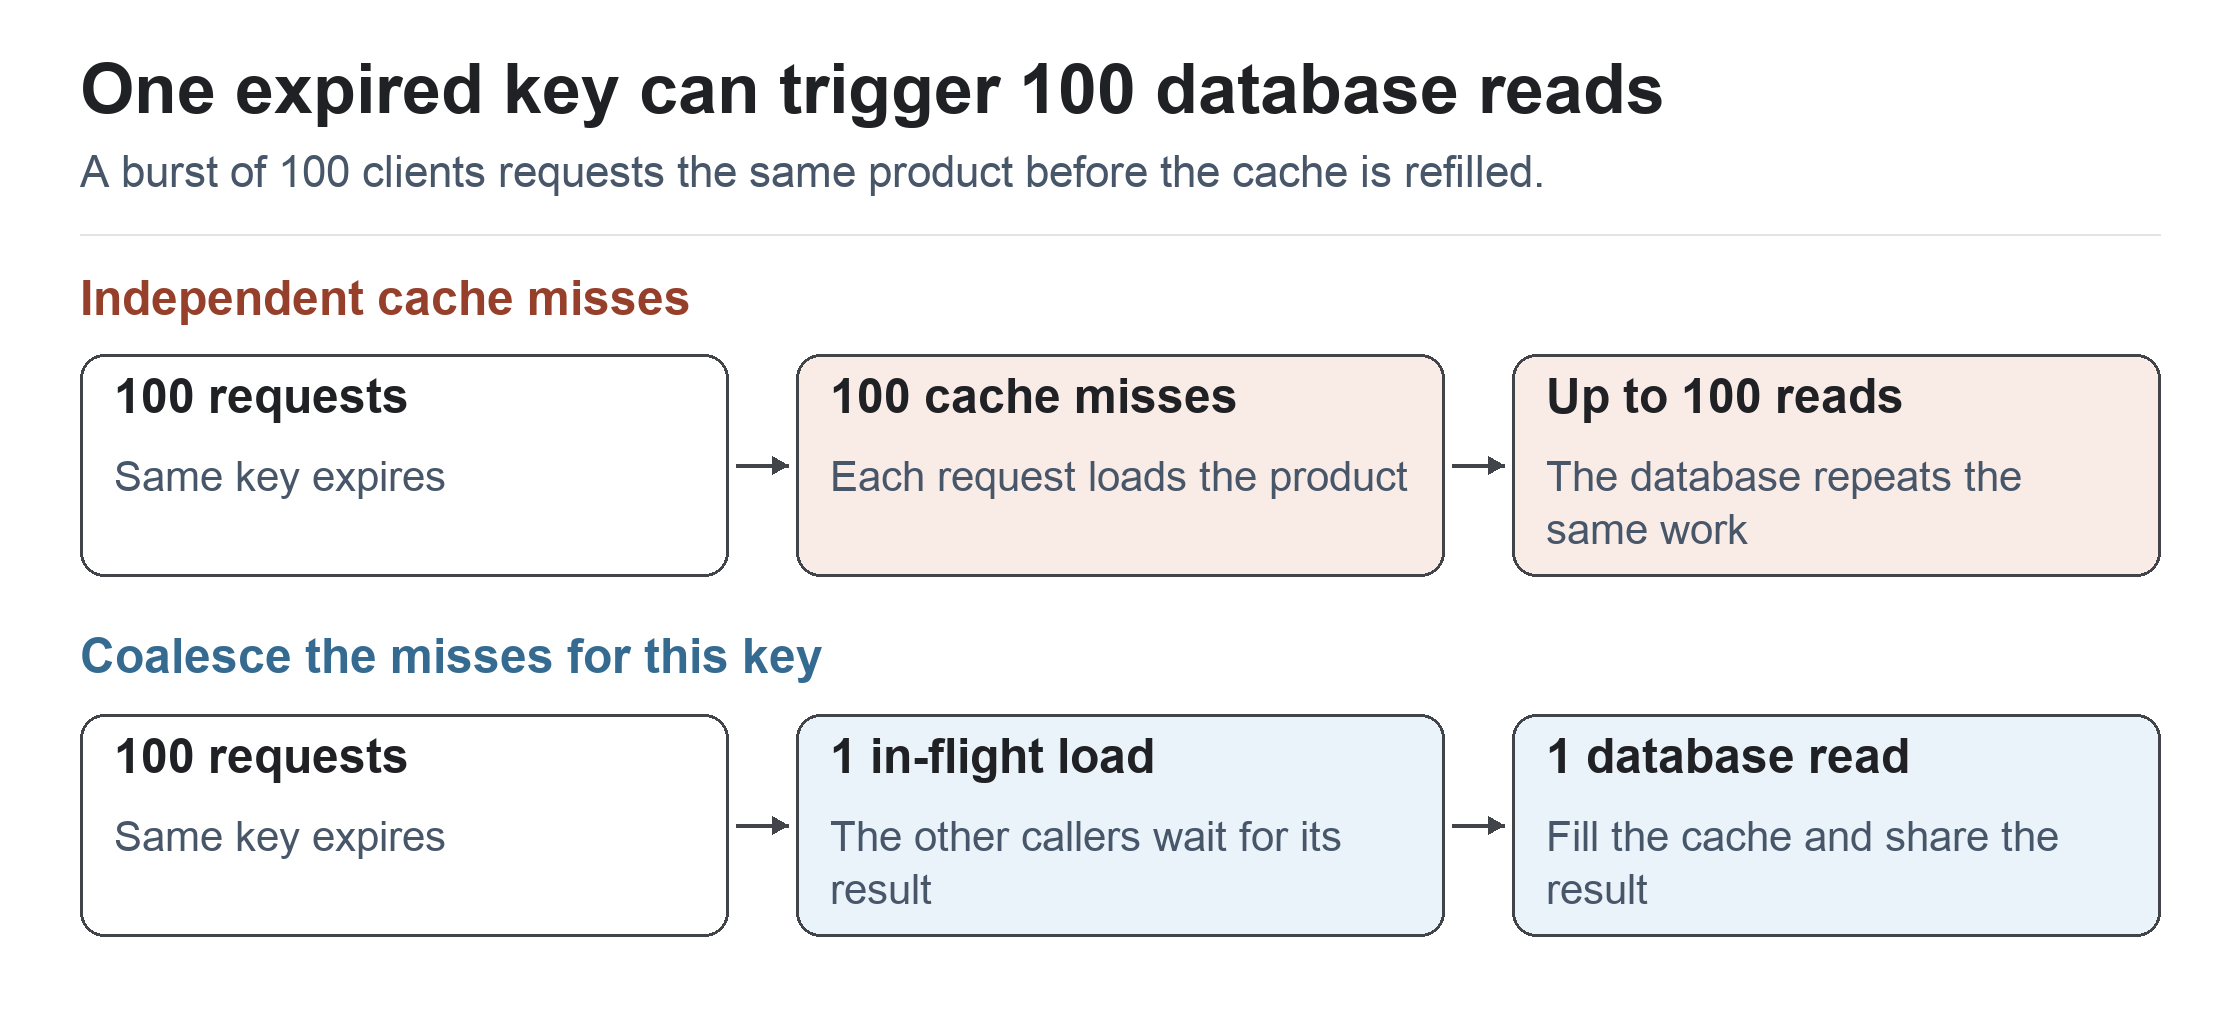 One expired key can trigger 100 database reads
A burst of 100 clients requests the same product before the cache is refilled.
Independent cache misses
100 requests
Same key expires
100 cache misses
Each request loads the product
Up to 100 reads
The database repeats the
same work
Coalesce the misses for this key
100 requests
Same key expires
1 in-flight load
The other callers wait for its
result
1 database read
Fill the cache and share the
result